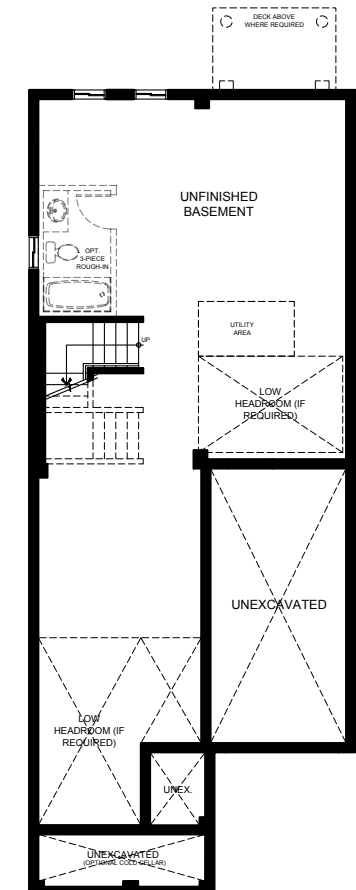 DECK ABOVE
WHERE REQUIRED
UNFINISHED
BASEMENT
OPT.
3-PIECE
ROUGH-IN
UTILITY
AREA
UP
LOW
HEADROOM (IF
REQUIRED)
UNEXCAVATED
LOW
HEADROOM (IF
REQUIRED)
UNEX.
UNEXCAVATED
(OPTIONAL COLD CELLAR)